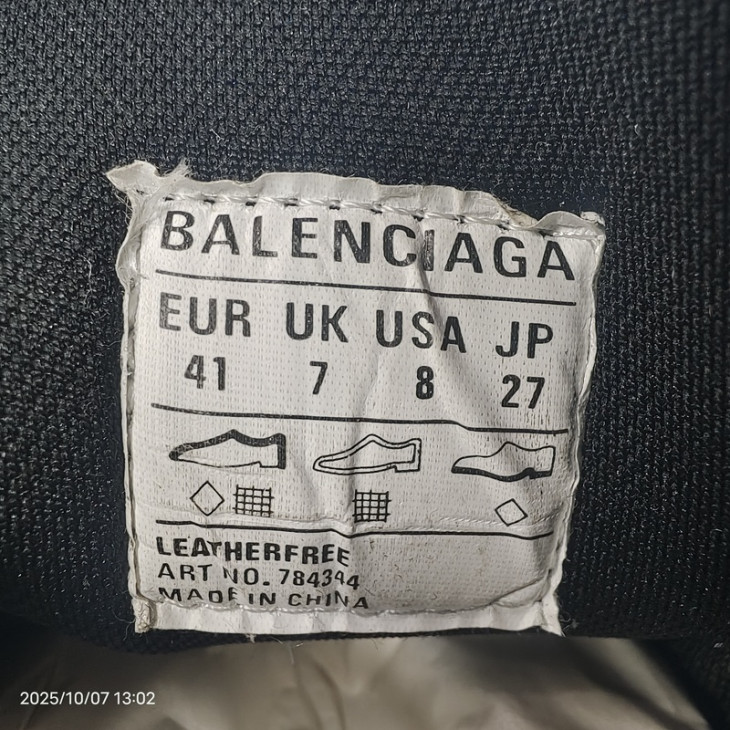 BALENCIAGA
EUR UK USA JP
41 7 8 27
LEATHERFREE
ART NO. 784344
MADE IN CHINA
2025/10/07 13:02